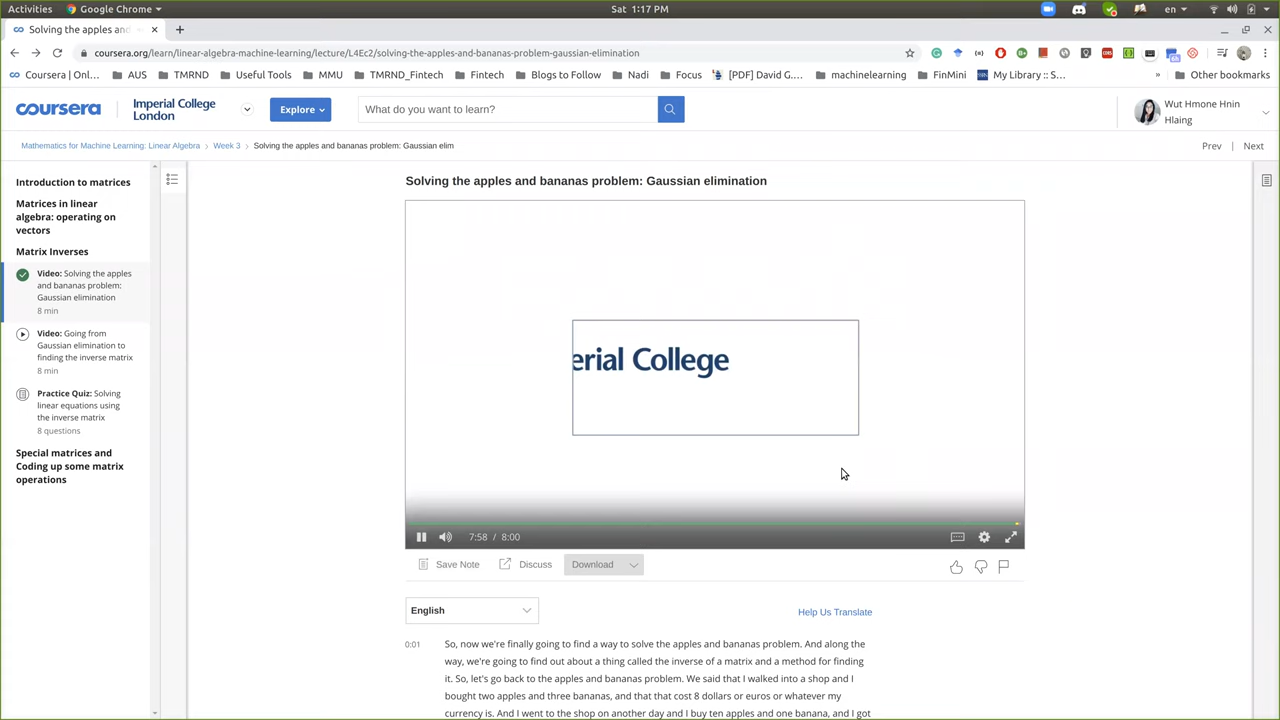 Activities
Google Chrome
Sat 1:17 PM
en
Solving the apples and
coursera.org/learn/linear-algebra-machine-learning/lecture/L4Ec2/solving-the-apples-and-bananas-problem-gaussian-elimination
Coursera | Onl...
AUS
TMRND
Useful Tools
MMU
TMRND_Fintech
Fintech
Blogs to Follow
Nadi
Focus
[PDF] David G....
machinelearning
FinMini
My Library :: S...
»
Other bookmarks
coursera
Imperial College
London
Explore
What do you want to learn?
Wut Hmone Hnin
Hlaing
Mathematics for Machine Learning: Linear Algebra > Week 3 > Solving the apples and bananas problem: Gaussian elim
Prev | Next
Introduction to matrices
Matrices in linear
algebra: operating on
vectors
Matrix Inverses
Video: Solving the apples
and bananas problem:
Gaussian elimination
8 min
Video: Going from
Gaussian elimination to
finding the inverse matrix
8 min
Practice Quiz: Solving
linear equations using
the inverse matrix
8 questions
Special matrices and
Coding up some matrix
operations
Solving the apples and bananas problem: Gaussian elimination
erial College
7:58 / 8:00
Save Note
Discuss
Download
English
Help Us Translate
0:01
So, now we're finally going to find a way to solve the apples and bananas problem. And along the
way, we're going to find out about a thing called the inverse of a matrix and a method for finding
it. So, let's go back to the apples and bananas problem. We said that I walked into a shop and I
bought two apples and three bananas, and that that cost 8 dollars or euros or whatever my
currency is. And I went to the shop on another day and I buy ten apples and one banana, and I got